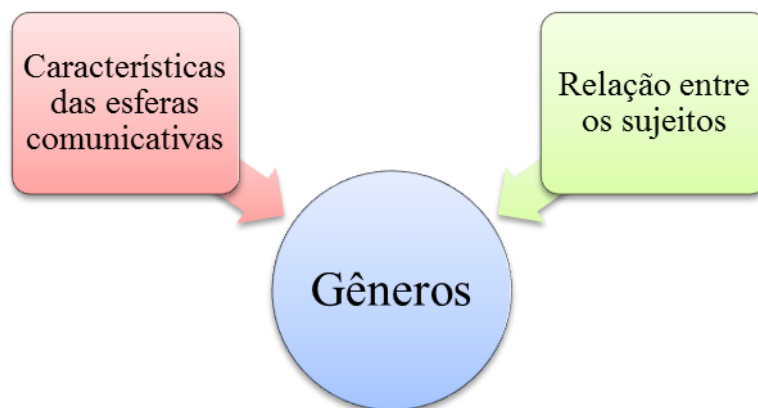 Características
das esferas
comunicativas
Relação entre
os sujeitos
Gêneros